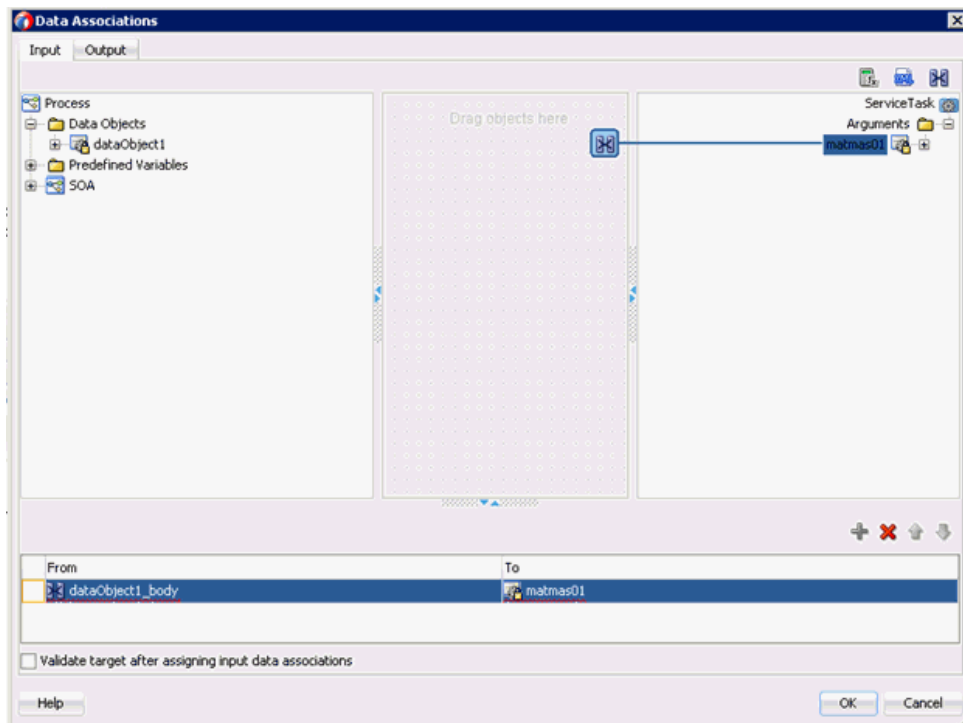 Data Associations
Input Output
Process
Data Objects
dataObject1
Predefined Variables
SOA
Drag objects here
ServiceTask
Arguments
matmas01
From To
dataObject1_body matmas01
Validate target after assigning input data associations
Help OK Cancel